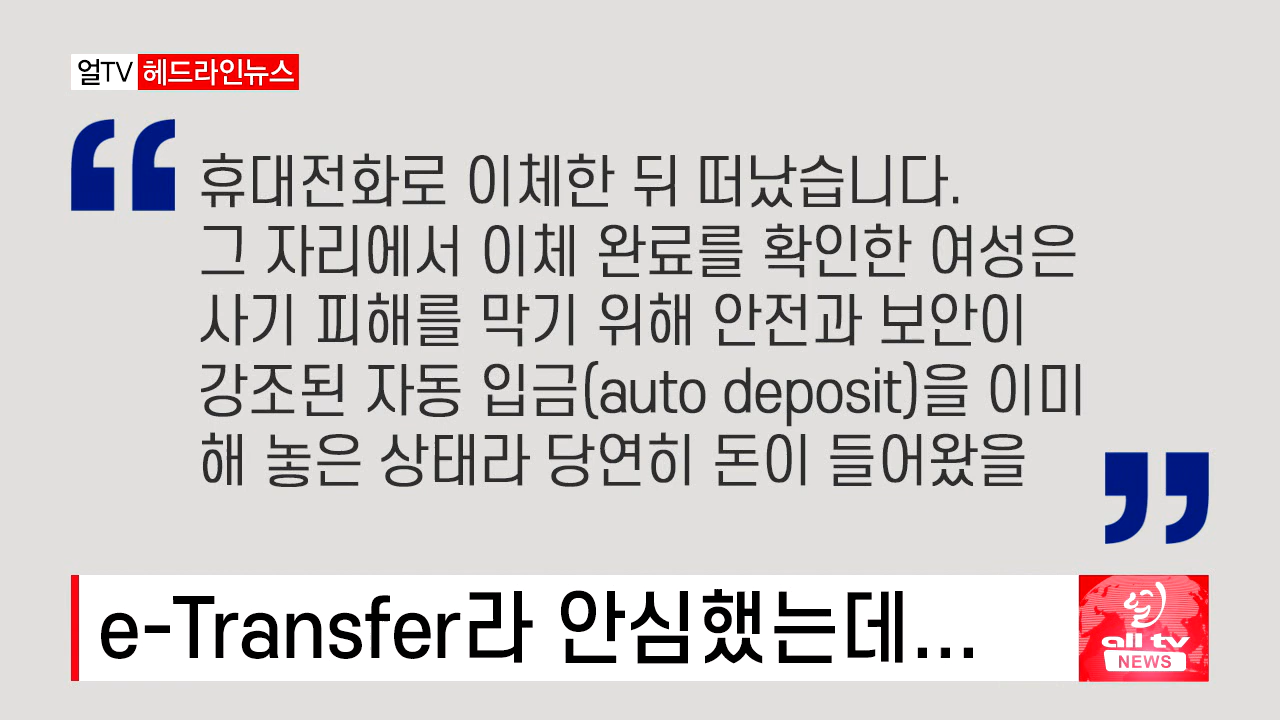 얼TV 헤드라인뉴스
휴대전화로 이체한 뒤 떠났습니다.
그 자리에서 이체 완료를 확인한 여성은
사기 피해를 막기 위해 안전과 보안이
강조된 자동 입금(auto deposit)을 이미
해 놓은 상태라 당연히 돈이 들어왔을
e-Transfer라 안심했는데...
all tv
NEWS